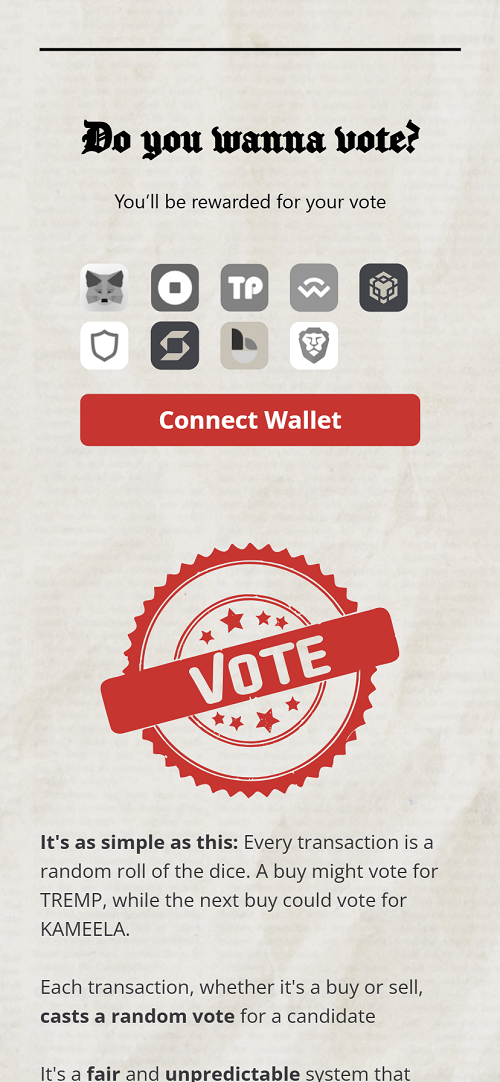 Do you wanna vote?
You'll be rewarded for your vote
TP
Connect Wallet
VOTE
It's as simple as this: Every transaction is a
random roll of the dice. A buy might vote for
TREMP, while the next buy could vote for
KAMEELA.
Each transaction, whether it's a buy or sell,
casts a random vote for a candidate
It's a fair and unpredictable system that